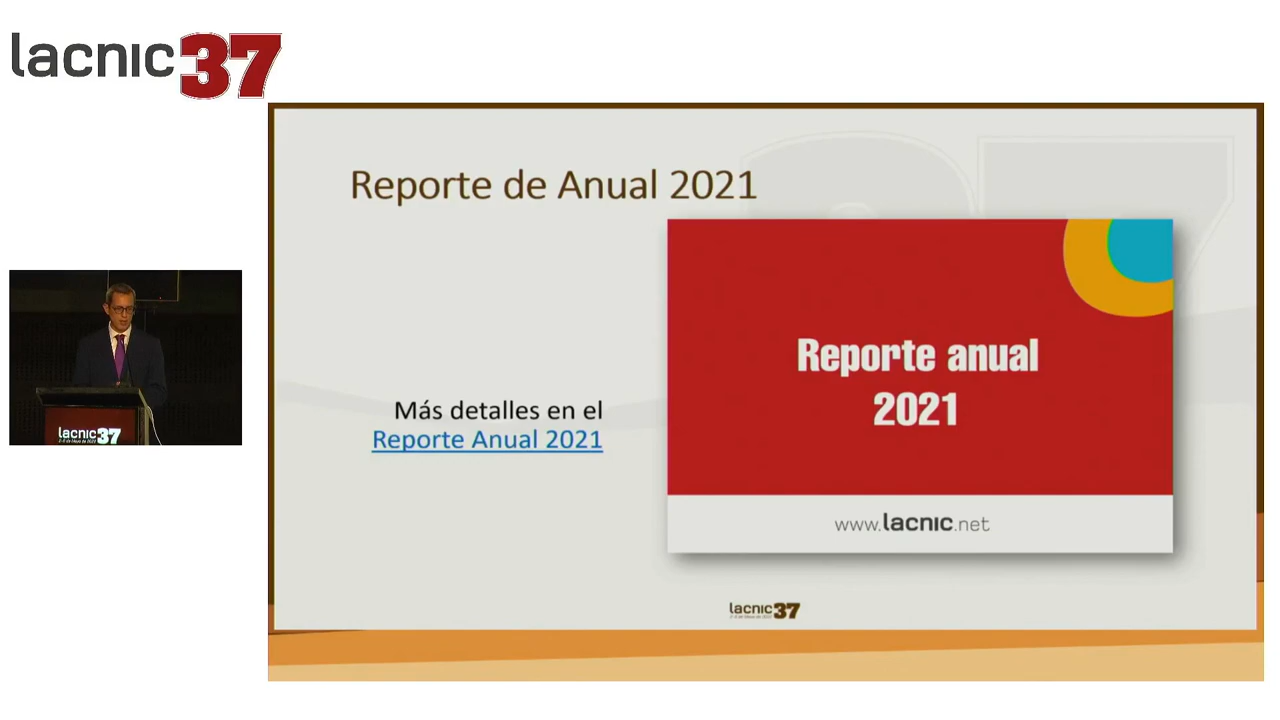 lacnic37
Reporte de Anual 2021
Reporte anual
2021
Más detalles en el
Reporte Anual 2021
www.lacnic.net
lacnic37
lacnic37